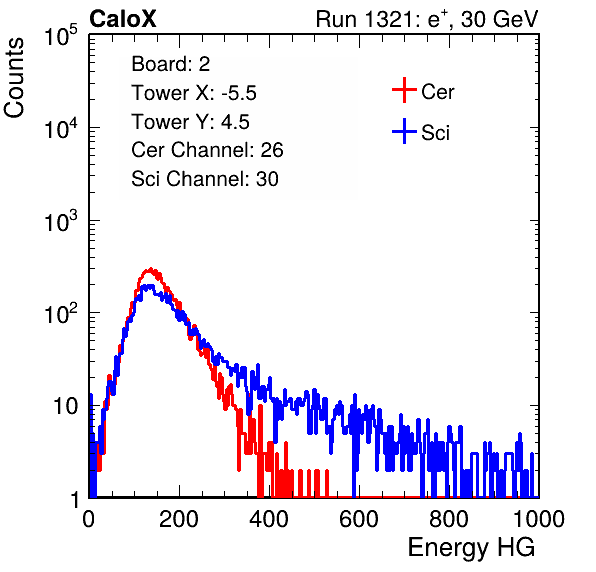 CaloX Run 1321: e⁺, 30 GeV
Counts
10⁵
10⁴
10³
10²
10
1
Board: 2
Tower X: -5.5
Tower Y: 4.5
Cer Channel: 26
Sci Channel: 30
Cer
Sci
0 200 400 600 800 1000
Energy HG